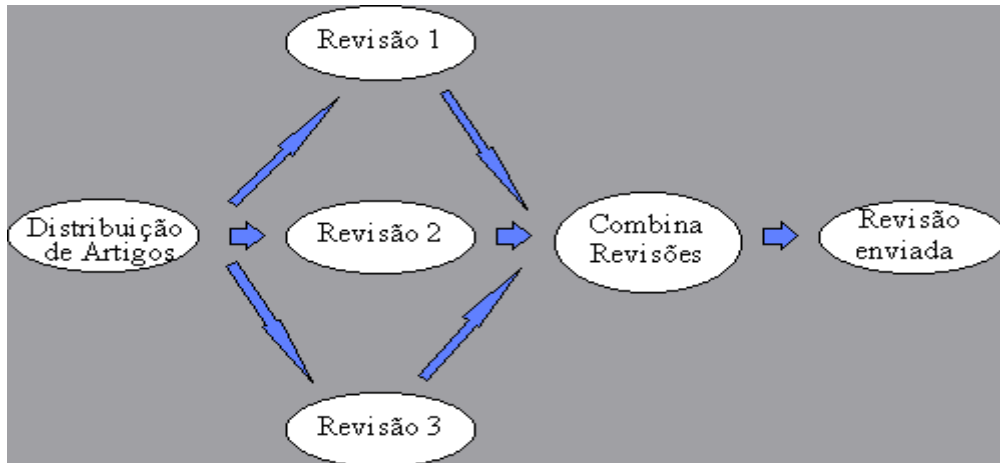 Revisão 1
Distribuição
de Artigos
Revisão 2
Combina
Revisões
Revisão
enviada
Revisão 3